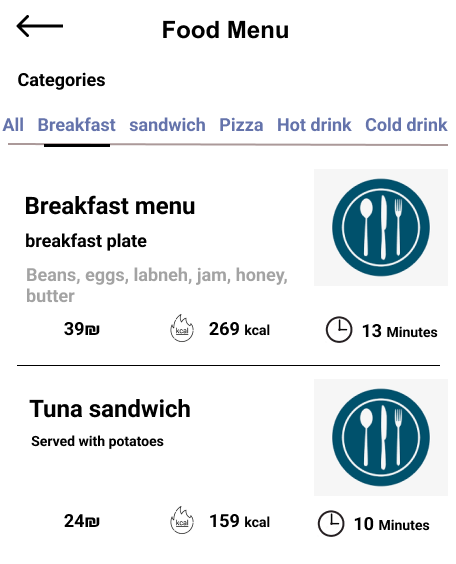 Food Menu
Categories
All Breakfast sandwich Pizza Hot drink Cold drink
Breakfast menu
breakfast plate
Beans, eggs, labneh, jam, honey,
butter
39₪ kcal 269 kcal 13 Minutes
Tuna sandwich
Served with potatoes
24₪ kcal 159 kcal 10 Minutes